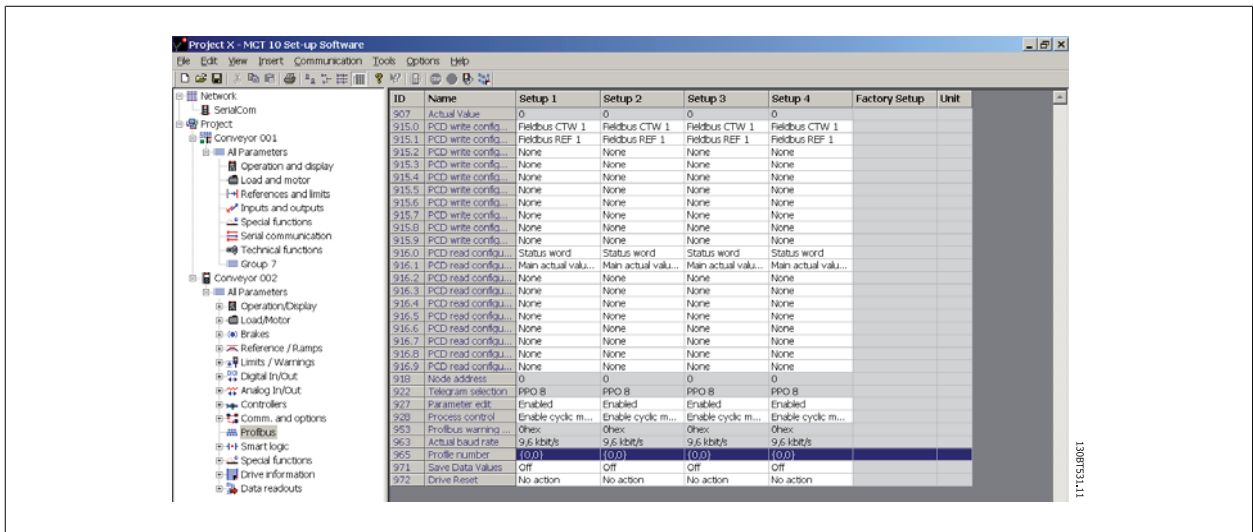 Project X - MCT 10 Set-up Software
File Edit View Insert Communication Tools Options Help
Network
SerialCom
Project
Conveyor 001
All Parameters
Operation and display
Load and motor
References and limits
Inputs and outputs
Special functions
Serial communication
Technical functions
Group 7
Conveyor 002
All Parameters
Operation/Display
Load/Motor
Brakes
Reference / Ramps
Limits / Warnings
Digital In/Out
Analog In/Out
Controllers
Comm. and options
Profibus
Smart logic
Special functions
Drive information
Data readouts
ID Name Setup 1 Setup 2 Setup 3 Setup 4 Factory Setup Unit
907 Actual Value 0 0 0 0
915.0 PCD write config... Fieldbus CTW 1 Fieldbus CTW 1 Fieldbus CTW 1 Fieldbus CTW 1
915.1 PCD write config... Fieldbus REF 1 Fieldbus REF 1 Fieldbus REF 1 Fieldbus REF 1
915.2 PCD write config... None None None None
915.3 PCD write config... None None None None
915.4 PCD write config... None None None None
915.5 PCD write config... None None None None
915.6 PCD write config... None None None None
915.7 PCD write config... None None None None
915.8 PCD write config... None None None None
915.9 PCD write config... None None None None
916.0 PCD read configu... Status word Status word Status word Status word
916.1 PCD read configu... Main actual valu... Main actual valu... Main actual valu... Main actual valu...
916.2 PCD read configu... None None None None
916.3 PCD read configu... None None None None
916.4 PCD read configu... None None None None
916.5 PCD read configu... None None None None
916.6 PCD read configu... None None None None
916.7 PCD read configu... None None None None
916.8 PCD read configu... None None None None
916.9 PCD read configu... None None None None
918 Node address 0 0 0 0
922 Telegram selection PPO 8 PPO 8 PPO 8 PPO 8
927 Parameter edit Enabled Enabled Enabled Enabled
928 Process control Enable cyclic m... Enable cyclic m... Enable cyclic m... Enable cyclic m...
953 Profibus warning ... 0hex 0hex 0hex 0hex
963 Actual baud rate 9,6 kbit/s 9,6 kbit/s 9,6 kbit/s 9,6 kbit/s
965 Profile number {0,0} {0,0} {0,0} {0,0}
971 Save Data Values Off Off Off Off
972 Drive Reset No action No action No action No action
130BT531.11